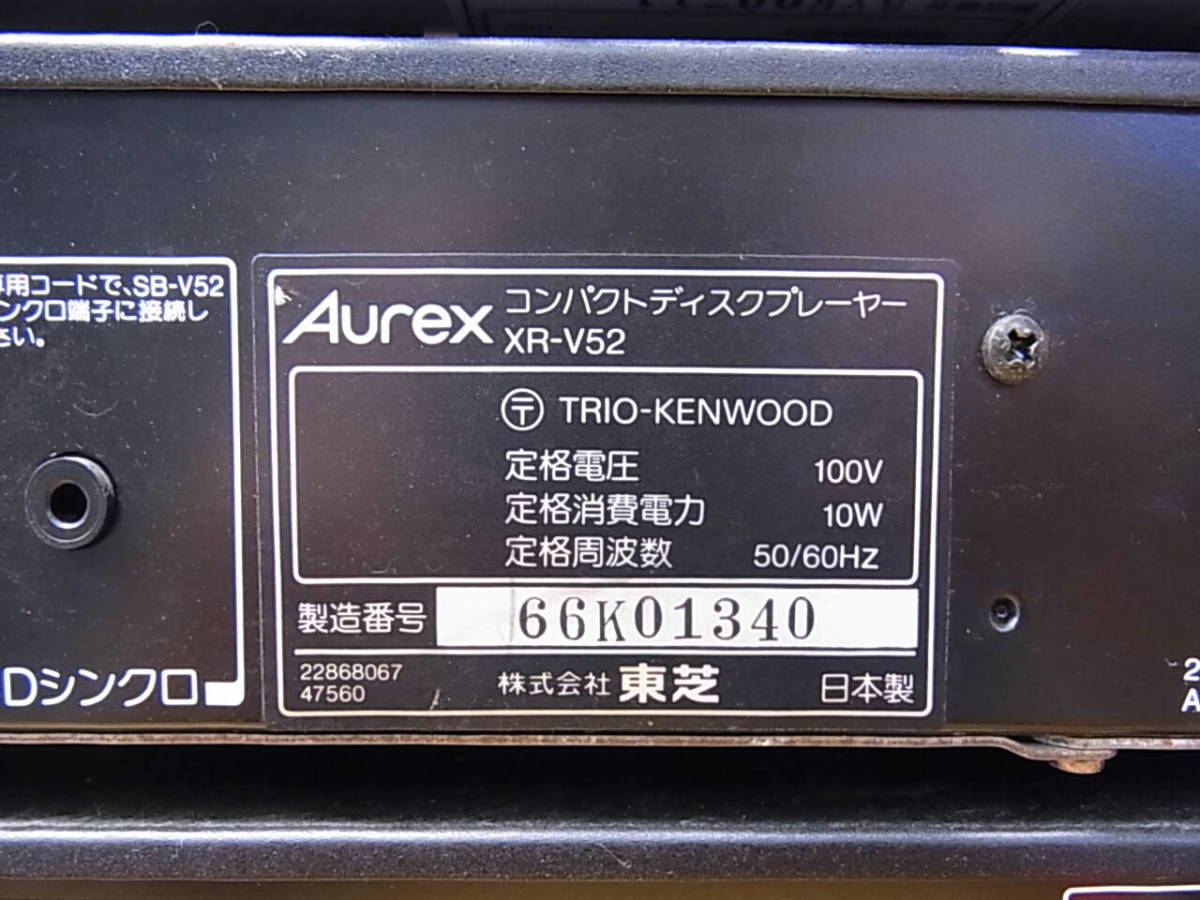 用コードで、SB-V52
ンクロ端子に接続し
さい。
Dシンクロ
Aurex コンパクトディスクプレーヤー
XR-V52
〒 TRIO-KENWOOD
定格電圧 100V
定格消費電力 10W
定格周波数 50/60Hz
製造番号 66K01340
22868067
47560
株式会社 東芝 日本製
2
A